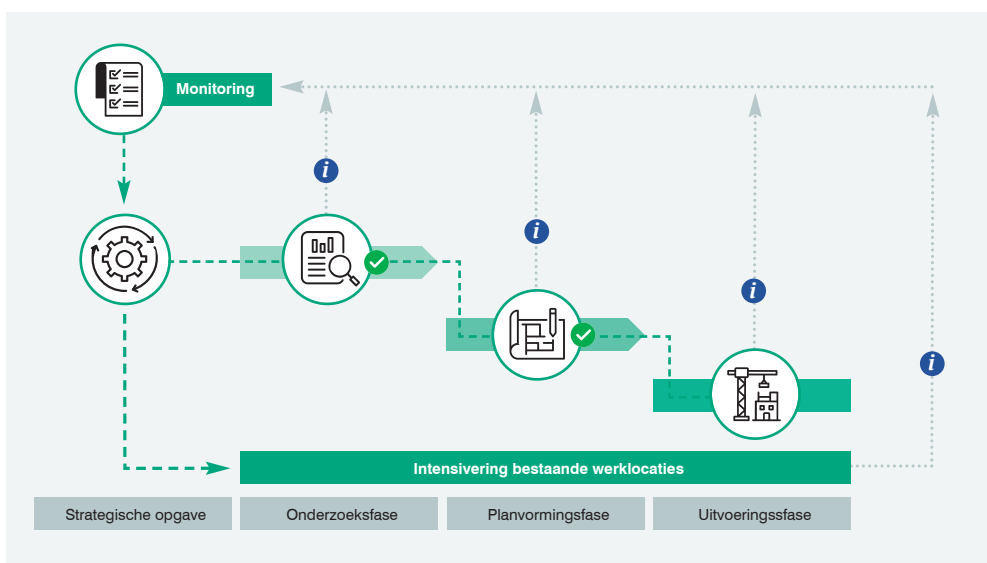 Monitoring
i
i
i
i
Intensivering bestaande werklocaties
Strategische opgave
Onderzoeksfase
Planvormingsfase
Uitvoeringssfase